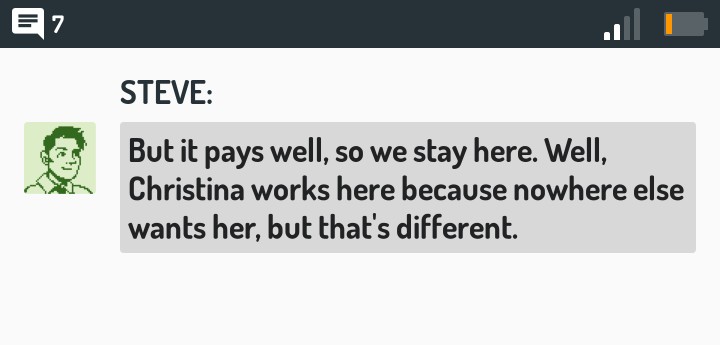 7
STEVE:
But it pays well, so we stay here. Well,
Christina works here because nowhere else
wants her, but that's different.